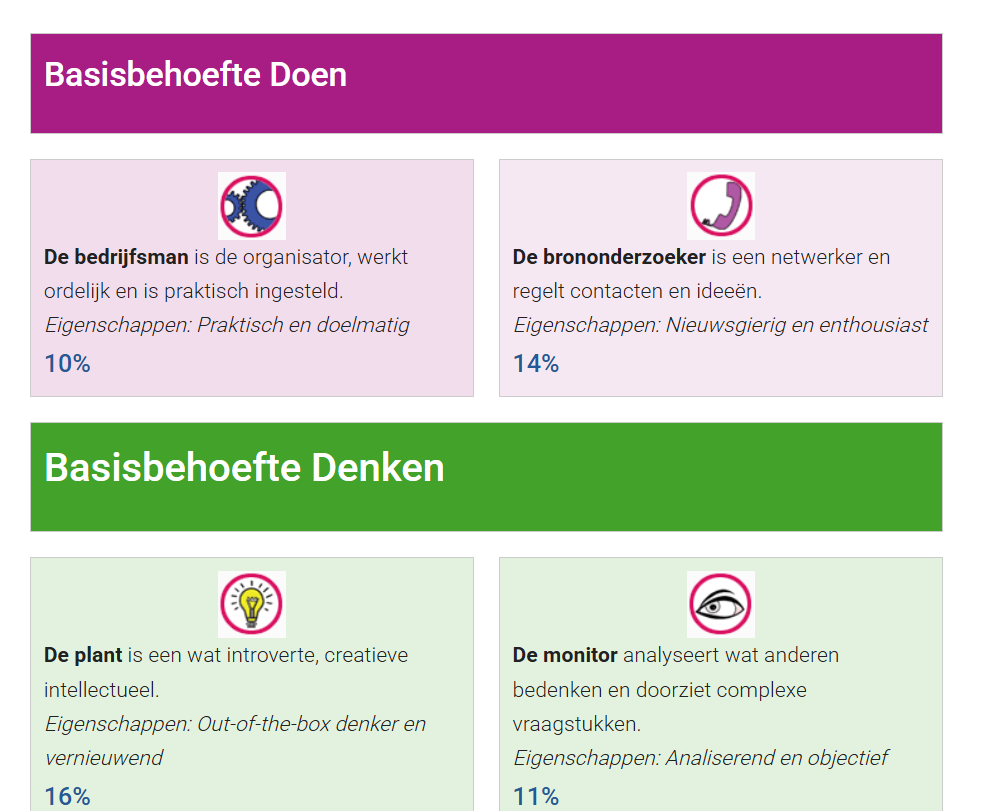 Basisbehoefte Doen
De bedrijfsman is de organisator, werkt
ordelijk en is praktisch ingesteld.
Eigenschappen: Praktisch en doelmatig
10%
De brononderzoeker is een netwerker en
regelt contacten en ideeën.
Eigenschappen: Nieuwsgierig en enthousiast
14%
Basisbehoefte Denken
De plant is een wat introverte, creatieve
intellectueel.
Eigenschappen: Out-of-the-box denker en
vernieuwend
16%
De monitor analyseert wat anderen
bedenken en doorziet complexe
vraagstukken.
Eigenschappen: Analiserend en objectief
11%